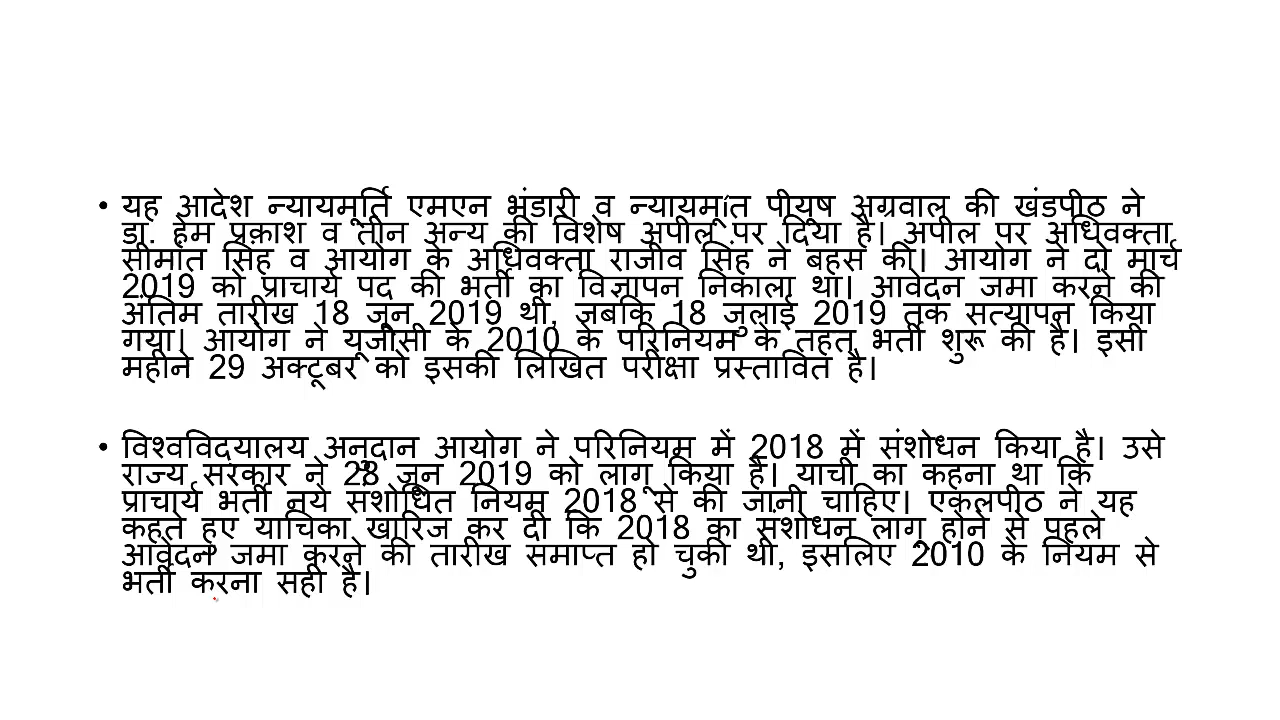 • यह आदेश न्यायमूर्ति एमएन भंडारी व न्यायमूíत पीयूष अग्रवाल की खंडपीठ ने
डा. हेम प्रकाश व तीन अन्य की विशेष अपील पर दिया है। अपील पर अधिवक्ता
सीमांत सिंह व आयोग के अधिवक्ता राजीव सिंह ने बहस की। आयोग ने दो मार्च
2019 को प्राचार्य पद की भर्ती का विज्ञापन निकाला था। आवेदन जमा करने की
अंतिम तारीख 18 जून 2019 थी, जबकि 18 जुलाई 2019 तक सत्यापन किया
गया। आयोग ने यूजीसी के 2010 के परिनियम के तहत भर्ती शुरू की है। इसी
महीने 29 अक्टूबर को इसकी लिखित परीक्षा प्रस्तावित है।
• विश्वविद्यालय अनुदान आयोग ने परिनियम में 2018 में संशोधन किया है। उसे
राज्य सरकार ने 28 जून 2019 को लागू किया है। याची का कहना था कि
प्राचार्य भर्ती नये संशोधित नियम 2018 से की जानी चाहिए। एकलपीठ ने यह
कहते हुए याचिका खारिज कर दी कि 2018 का संशोधन लागू होने से पहले
आवेदन जमा करने की तारीख समाप्त हो चुकी थी, इसलिए 2010 के नियम से
भर्ती करना सही है।